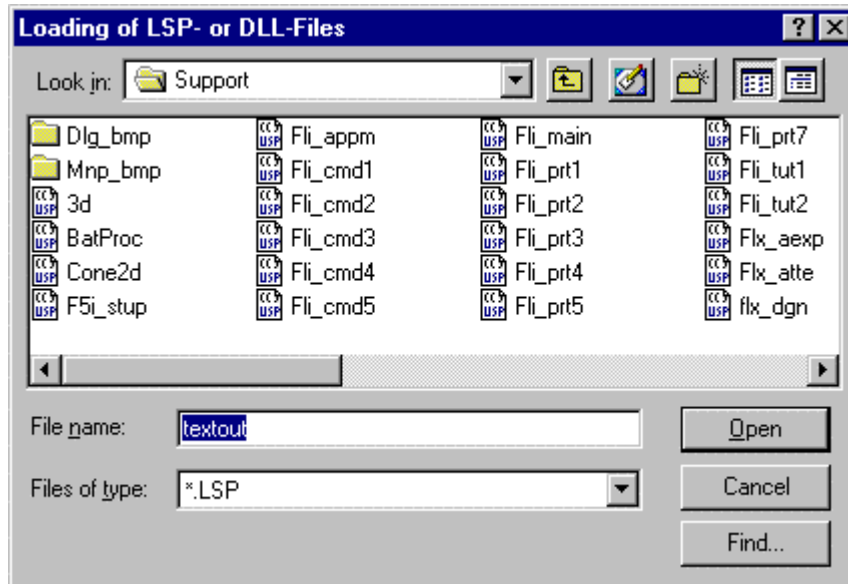 Loading of LSP- or DLL-Files
Look in: Support
Dlg_bmp Fli_appm Fli_main Fli_prt7
Mnp_bmp Fli_cmd1 Fli_prt1 Fli_tut1
3d Fli_cmd2 Fli_prt2 Fli_tut2
BatProc Fli_cmd3 Fli_prt3 Flx_aexp
Cone2d Fli_cmd4 Fli_prt4 Flx_atte
F5i_stup Fli_cmd5 Fli_prt5 flx_dgn
File name: textout Open
Files of type: *.LSP Cancel
Find...